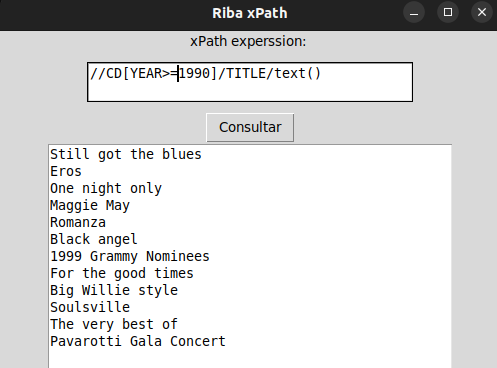 Riba xPath
xPath experssion:
//CD[YEAR>=1990]/TITLE/text()
Consultar
Still got the blues
Eros
One night only
Maggie May
Romanza
Black angel
1999 Grammy Nominees
For the good times
Big Willie style
Soulsville
The very best of
Pavarotti Gala Concert